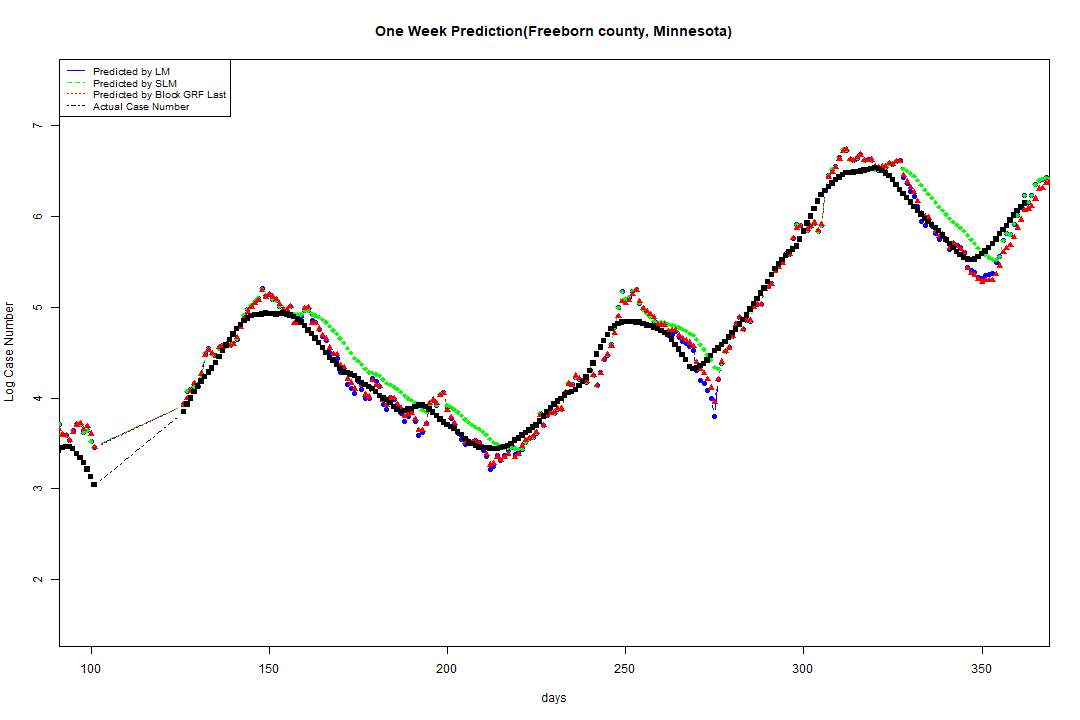 One Week Prediction(Freeborn county, Minnesota)
Predicted by LM
Predicted by SLM
Predicted by Block GRF Last
Actual Case Number
Log Case Number
7
6
5
4
3
2
100 150 200 250 300 350
days